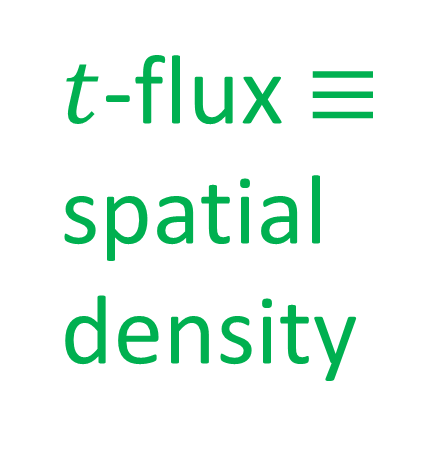 t-flux ≡
spatial
density